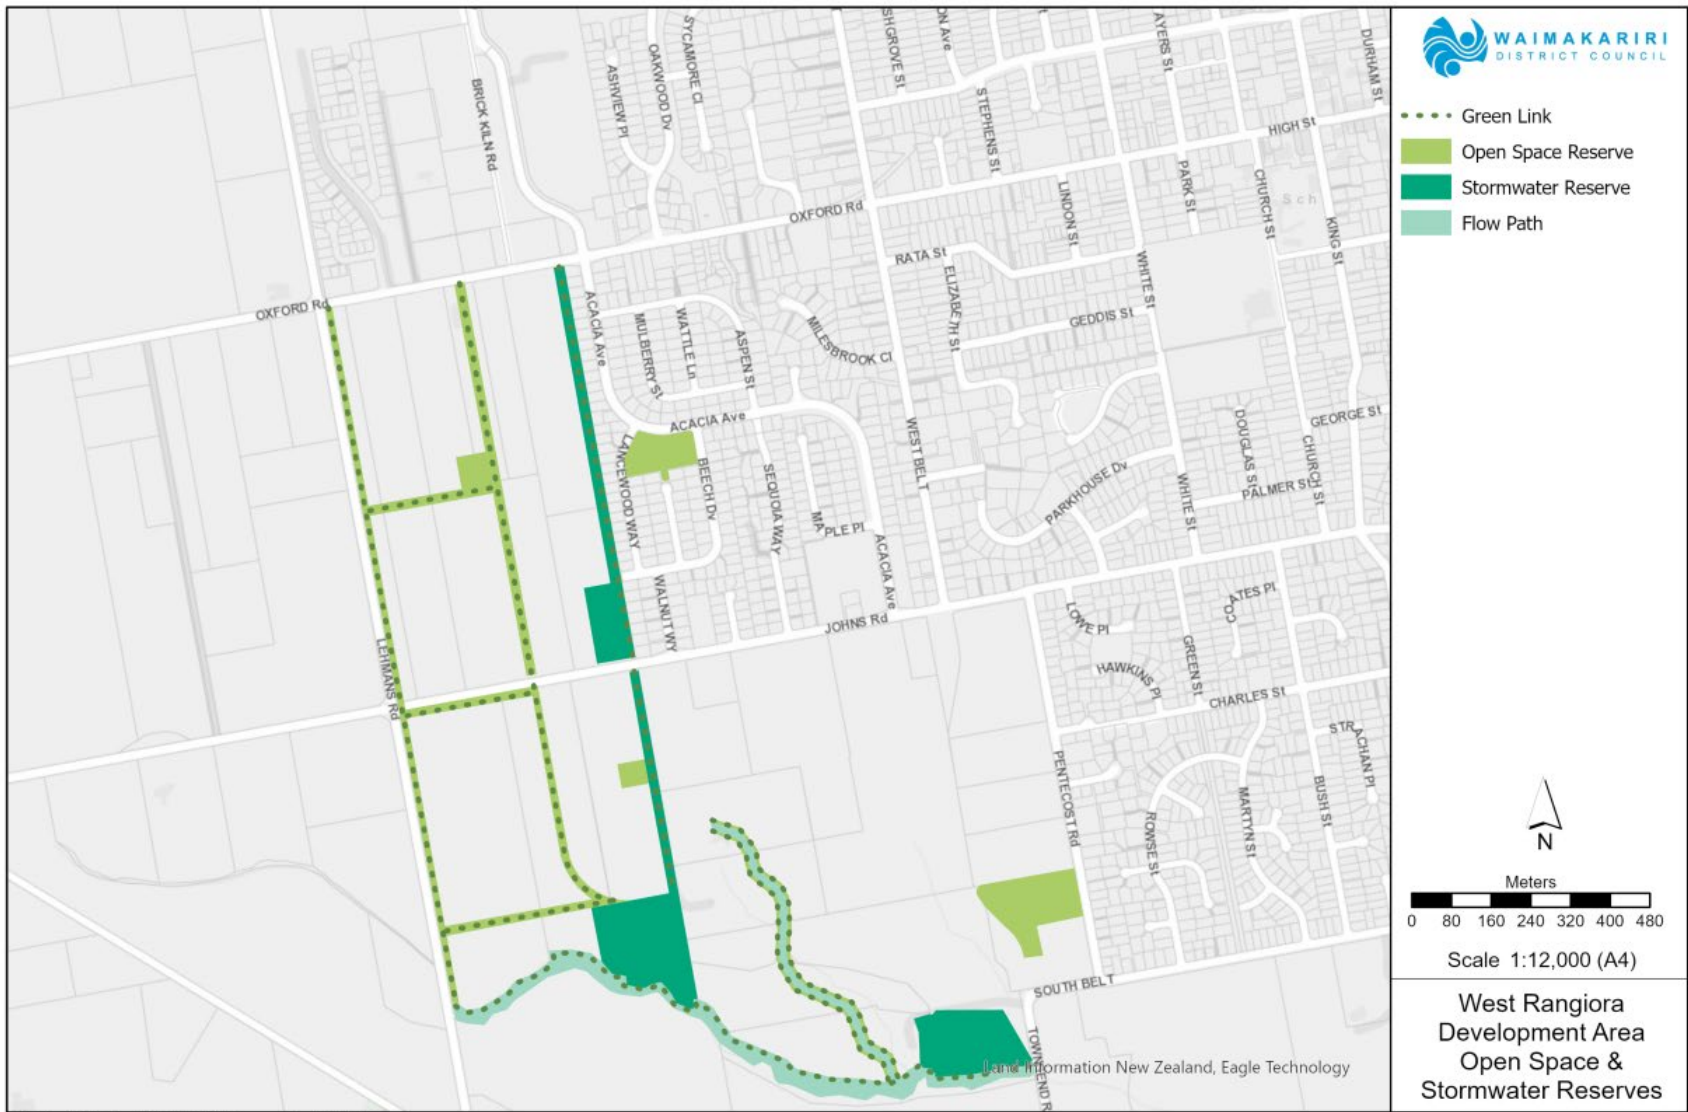 WAIMAKARIRI
DISTRICT COUNCIL
Green Link
Open Space Reserve
Stormwater Reserve
Flow Path
N
Meters
0 80 160 240 320 400 480
Scale 1:12,000 (A4)
West Rangiora
Development Area
Open Space &
Stormwater Reserves
BRICK KILN Rd
ASHVIEW Pl
OAKWOOD Dv
SYCAMORE Cl
SHGROVE St
ON Ave
STEPHENS St
AYERS St
DURHAM St
HIGH St
PARK St
CHURCH St
Sch
KING St
LINDON St
OXFORD Rd
OXFORD Rd
RATA St
ELIZABETH St
WHITE St
GEDDIS St
ACACIA Ave
MULBERRY St
WATTLE Ln
ASPEN St
MILESBROOK Cl
ACACIA Ave
LANCEWOOD WAY
BEECH Dv
SEQUOIA WAY
MAPLE Pl
ACACIA Ave
WEST BELT
PARKHOUSE Dv
WHITE St
DOUGLAS St
PALMER St
CHURCH St
GEORGE St
WALNUT WY
JOHNS Rd
LEHMANS Rd
LOWE Pl
COATES Pl
HAWKINS Pl
GREEN St
CHARLES St
STRACHAN Pl
PENTECOST Rd
ROWSE St
MARTYN St
BUSH St
SOUTH BELT
TOWNSEND R
Land Information New Zealand, Eagle Technology